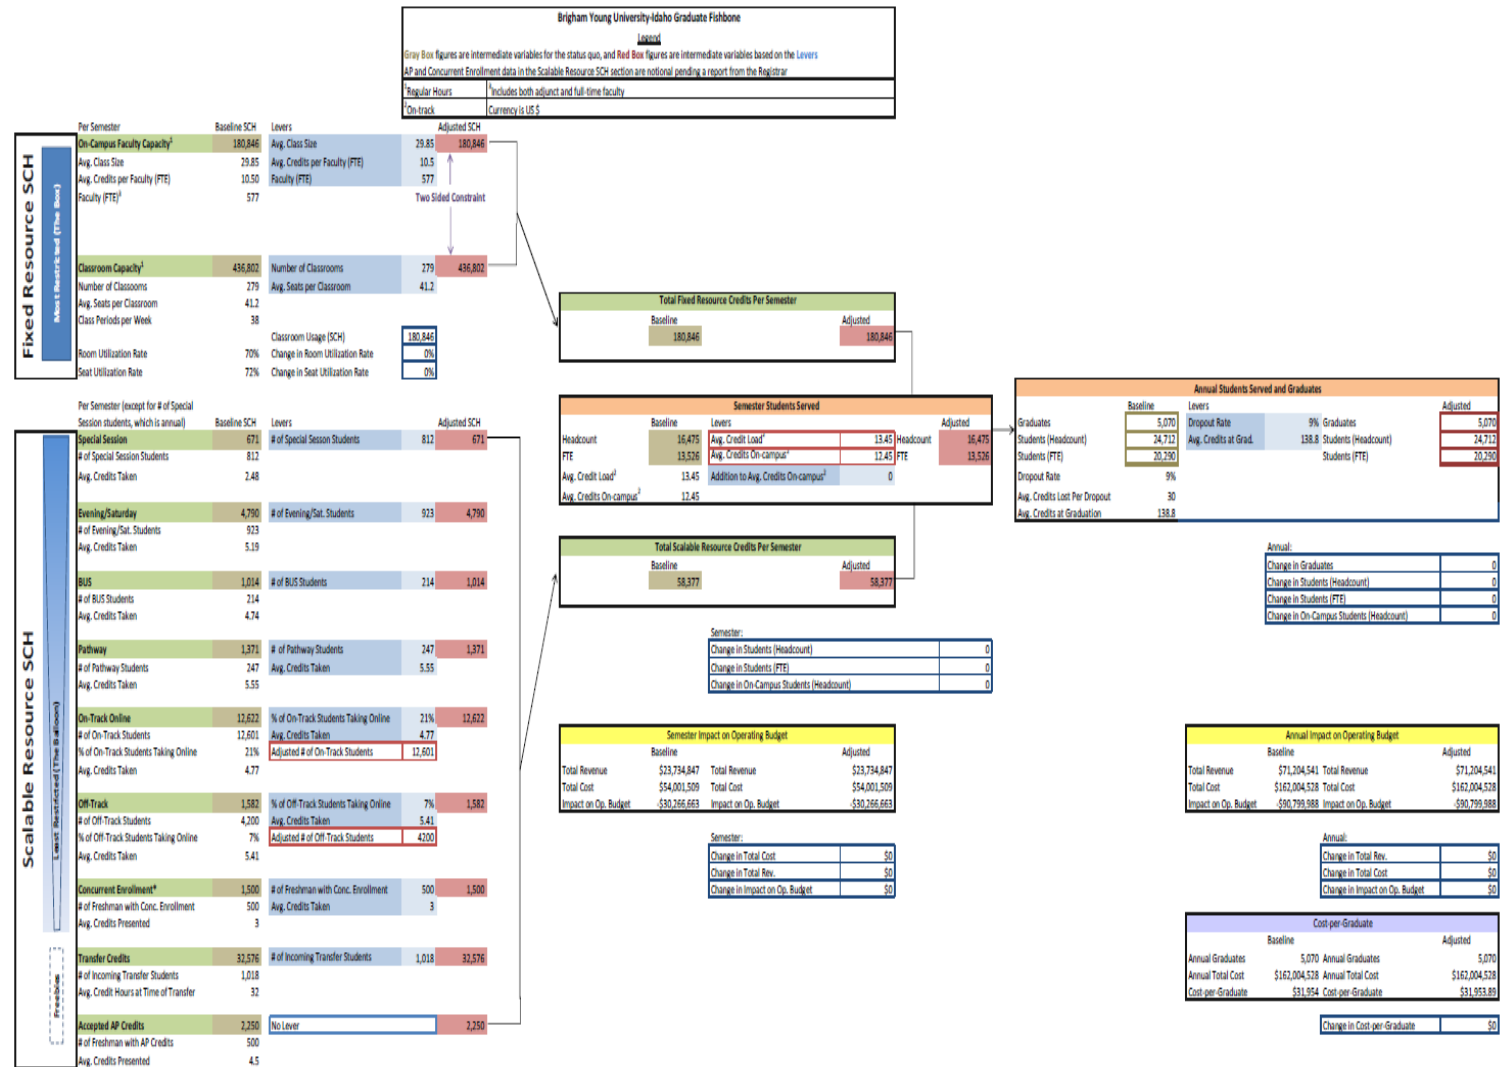 Brigham Young University-Idaho Graduate Fishbone
Legend
Gray Box figures are intermediate variables for the status quo, and Red Box figures are intermediate variables based on the Levers
AP and Concurrent Enrollment data in the Scalable Resource SCH section are notional pending a report from the Registrar
1Regular Hours 3Includes both adjunct and full-time faculty
2On-track Currency is US $
Fixed Resource SCH
Most Restricted (The Box)
Per Semester Baseline SCH Levers Adjusted SCH
On-Campus Faculty Capacity1 180,846 Avg. Class Size 29.85 180,846
Avg. Class Size 29.85 Avg. Credits per Faculty (FTE) 10.5
Avg. Credits per Faculty (FTE) 10.50 Faculty (FTE) 577
Faculty (FTE)3 577 Two Sided Constraint
Classroom Capacity1 436,802 Number of Classrooms 279 436,802
Number of Classooms 279 Avg. Seats per Classroom 41.2
Avg. Seats per Classroom 41.2
Class Periods per Week 38
Classroom Usage (SCH) 180,846
Room Utilization Rate 70% Change in Room Utilization Rate 0%
Seat Utilization Rate 72% Change in Seat Utilization Rate 0%
Scalable Resource SCH
Least Restricted (The Balloon)
Freebies
Per Semester (except for # of Special
Session students, which is annual) Baseline SCH Levers Adjusted SCH
Special Session 671 # of Special Sesson Students 812 671
# of Special Session Students 812
Avg. Credits Taken 2.48
Evening/Saturday 4,790 # of Evening/Sat. Students 923 4,790
# of Evening/Sat. Students 923
Avg. Credits Taken 5.19
BUS 1,014 # of BUS Students 214 1,014
# of BUS Students 214
Avg. Credits Taken 4.74
Pathway 1,371 # of Pathway Students 247 1,371
# of Pathway Students 247 Avg. Credits Taken 5.55
Avg. Credits Taken 5.55
On-Track Online 12,622 % of On-Track Students Taking Online 21% 12,622
# of On-Track Students 12,601 Avg. Credits Taken 4.77
% of On-Track Students Taking Online 21% Adjusted # of On-Track Students 12,601
Avg. Credits Taken 4.77
Off-Track 1,582 % of Off-Track Students Taking Online 7% 1,582
# of Off-Track Students 4,200 Avg. Credits Taken 5.41
% of Off-Track Students Taking Online 7% Adjusted # of Off-Track Students 4200
Avg. Credits Taken 5.41
Concurrent Enrollment* 1,500 # of Freshman with Conc. Enrollment 500 1,500
# of Freshman with Conc. Enrollment 500 Avg. Credits Taken 3
Avg. Credits Presented 3
Transfer Credits 32,576 # of Incoming Transfer Students 1,018 32,576
# of Incoming Transfer Students 1,018
Avg. Credit Hours at Time of Transfer 32
Accepted AP Credits 2,250 No Lever 2,250
# of Freshman with AP Credits 500
Avg. Credits Presented 4.5
Total Fixed Resource Credits Per Semester
Baseline Adjusted
180,846 180,846
Semester Students Served
Baseline Levers Adjusted
Headcount 16,475 Avg. Credit Load2 13.45 Headcount 16,475
FTE 13,526 Avg. Credits On-campus2 12.45 FTE 13,526
Avg. Credit Load2 13.45 Addition to Avg. Credits On-campus2 0
Avg. Credits On-campus2 12.45
Total Scalable Resource Credits Per Semester
Baseline Adjusted
58,377 58,377
Semester:
Change in Students (Headcount) 0
Change in Students (FTE) 0
Change in On-Campus Students (Headcount) 0
Semester Impact on Operating Budget
Baseline Adjusted
Total Revenue $23,734,847 Total Revenue $23,734,847
Total Cost $54,001,509 Total Cost $54,001,509
Impact on Op. Budget -$30,266,663 Impact on Op. Budget -$30,266,663
Semester:
Change in Total Cost $0
Change in Total Rev. $0
Change in Impact on Op. Budget $0
Annual Students Served and Graduates
Baseline Levers Adjusted
Graduates 5,070 Dropout Rate 9% Graduates 5,070
Students (Headcount) 24,712 Avg. Credits at Grad. 138.8 Students (Headcount) 24,712
Students (FTE) 20,290 Students (FTE) 20,290
Dropout Rate 9%
Avg. Credits Lost Per Dropout 30
Avg. Credits at Graduation 138.8
Annual:
Change in Graduates 0
Change in Students (Headcount) 0
Change in Students (FTE) 0
Change in On-Campus Students (Headcount) 0
Annual Impact on Operating Budget
Baseline Adjusted
Total Revenue $71,204,541 Total Revenue $71,204,541
Total Cost $162,004,528 Total Cost $162,004,528
Impact on Op. Budget -$90,799,988 Impact on Op. Budget -$90,799,988
Annual:
Change in Total Rev. $0
Change in Total Cost $0
Change in Impact on Op. Budget $0
Cost-per-Graduate
Baseline Adjusted
Annual Graduates 5,070 Annual Graduates 5,070
Annual Total Cost $162,004,528 Annual Total Cost $162,004,528
Cost-per-Graduate $31,954 Cost-per-Graduate $31,953.89
Change in Cost-per-Graduate $0